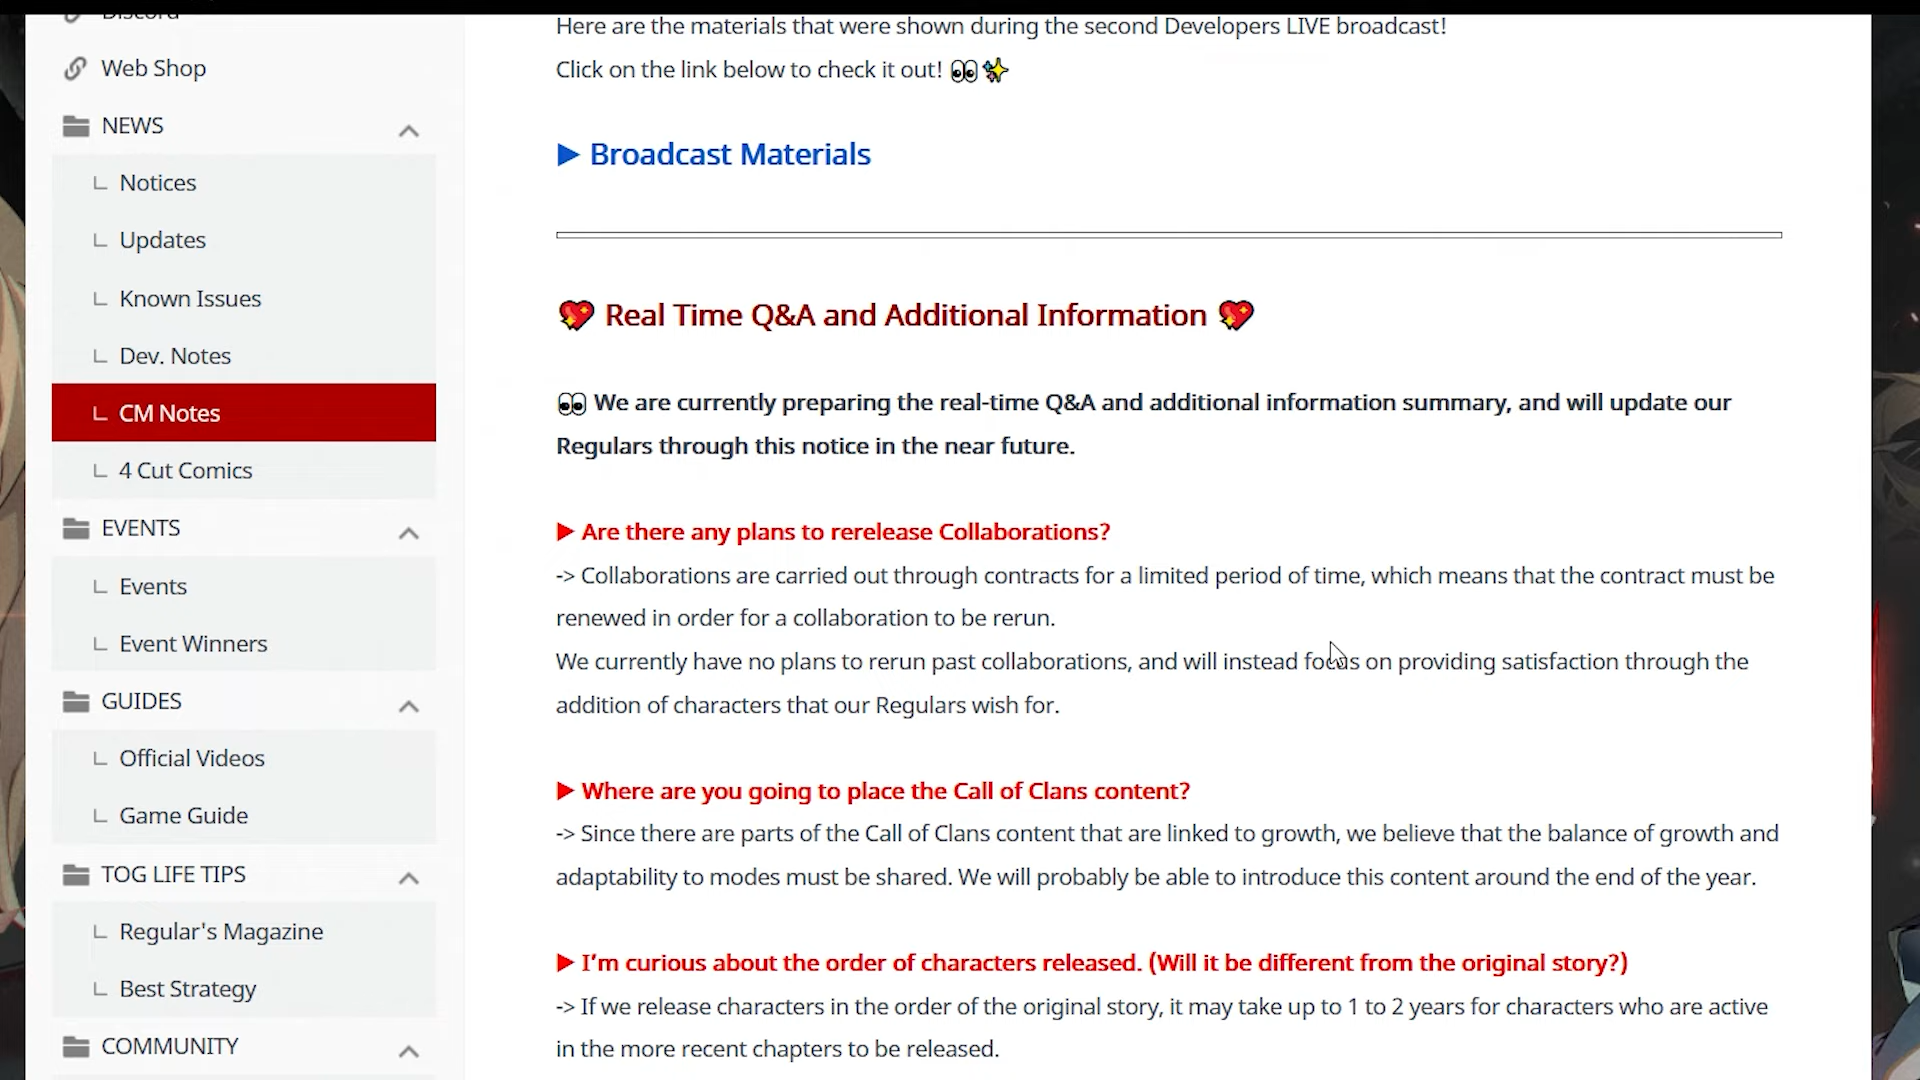 Discord
Web Shop
NEWS
Notices
Updates
Known Issues
Dev. Notes
CM Notes
4 Cut Comics
EVENTS
Events
Event Winners
GUIDES
Official Videos
Game Guide
TOG LIFE TIPS
Regular's Magazine
Best Strategy
COMMUNITY
Here are the materials that were shown during the second Developers LIVE broadcast!
Click on the link below to check it out! 👀✨
▶ Broadcast Materials
💖 Real Time Q&A and Additional Information 💖
👀 We are currently preparing the real-time Q&A and additional information summary, and will update our
Regulars through this notice in the near future.
▶ Are there any plans to rerelease Collaborations?
-> Collaborations are carried out through contracts for a limited period of time, which means that the contract must be
renewed in order for a collaboration to be rerun.
We currently have no plans to rerun past collaborations, and will instead focus on providing satisfaction through the
addition of characters that our Regulars wish for.
▶ Where are you going to place the Call of Clans content?
-> Since there are parts of the Call of Clans content that are linked to growth, we believe that the balance of growth and
adaptability to modes must be shared. We will probably be able to introduce this content around the end of the year.
▶ I’m curious about the order of characters released. (Will it be different from the original story?)
-> If we release characters in the order of the original story, it may take up to 1 to 2 years for characters who are active
in the more recent chapters to be released.